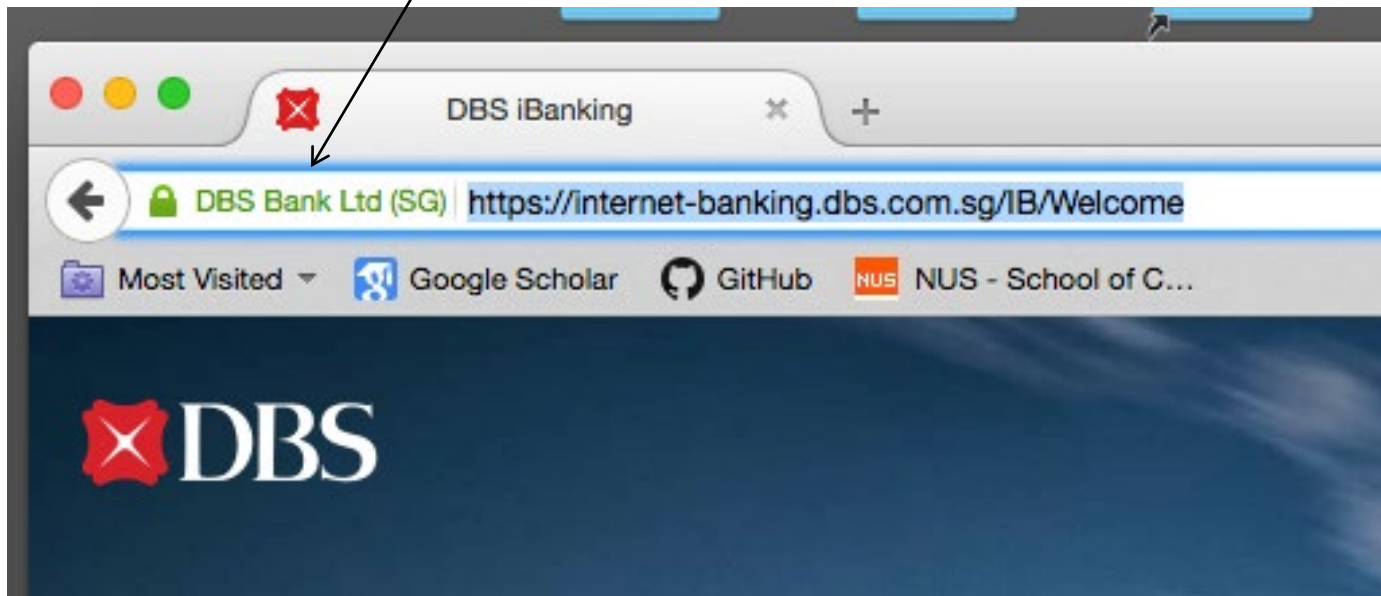 DBS iBanking
DBS Bank Ltd (SG) https://internet-banking.dbs.com.sg/IB/Welcome
Most Visited Google Scholar GitHub NUS NUS - School of C...
DBS